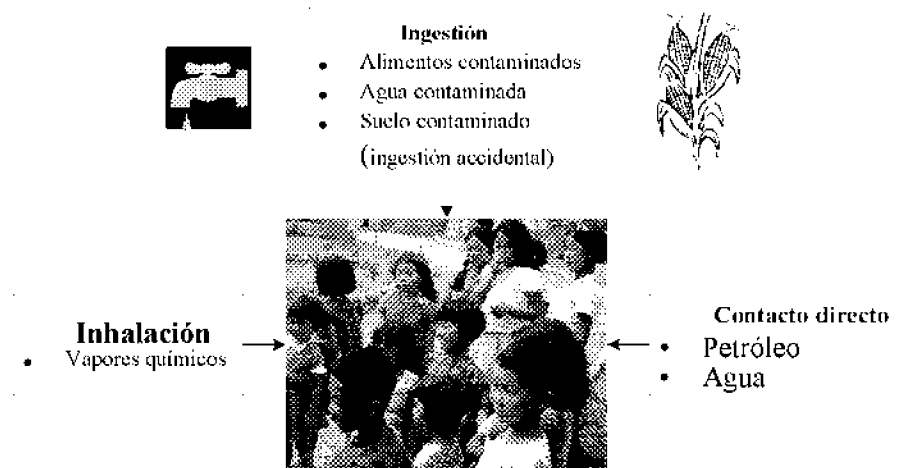 Ingestión
• Alimentos contaminados
• Agua contaminada
• Suelo contaminado
(ingestión accidental)
Inhalación
• Vapores químicos
Contacto directo
• Petróleo
• Agua